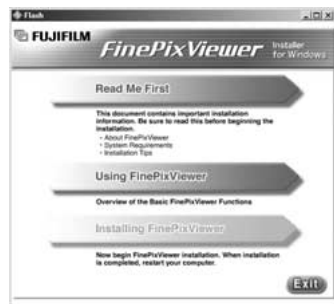 Flash
FUJIFILM
FinePixViewer Installer for Windows
Read Me First
This document contains important installation
information. Be sure to read this before beginning the
installation.
- About FinePixViewer
- System Requirements
- Installation Tips
Using FinePixViewer
Overview of the Basic FinePixViewer Functions
Installing FinePixViewer
Now begin FinePixViewer installation. When installation
is completed, restart your computer.
Exit